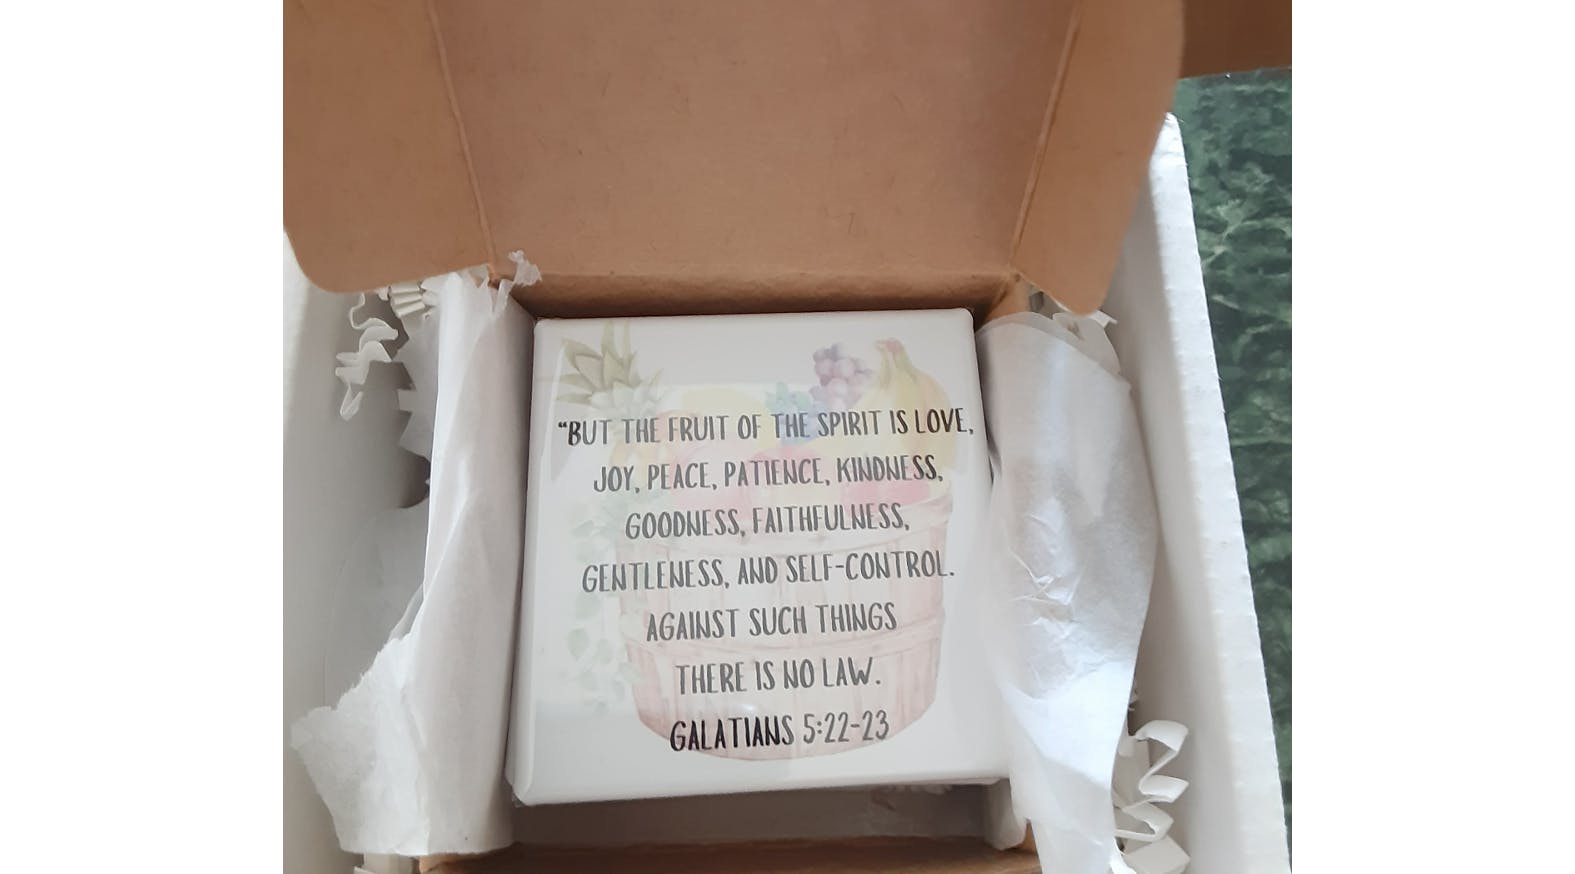 “BUT THE FRUIT OF THE SPIRIT IS LOVE,
JOY, PEACE, PATIENCE, KINDNESS,
GOODNESS, FAITHFULNESS,
GENTLENESS, AND SELF-CONTROL.
AGAINST SUCH THINGS
THERE IS NO LAW.
GALATIANS 5:22-23